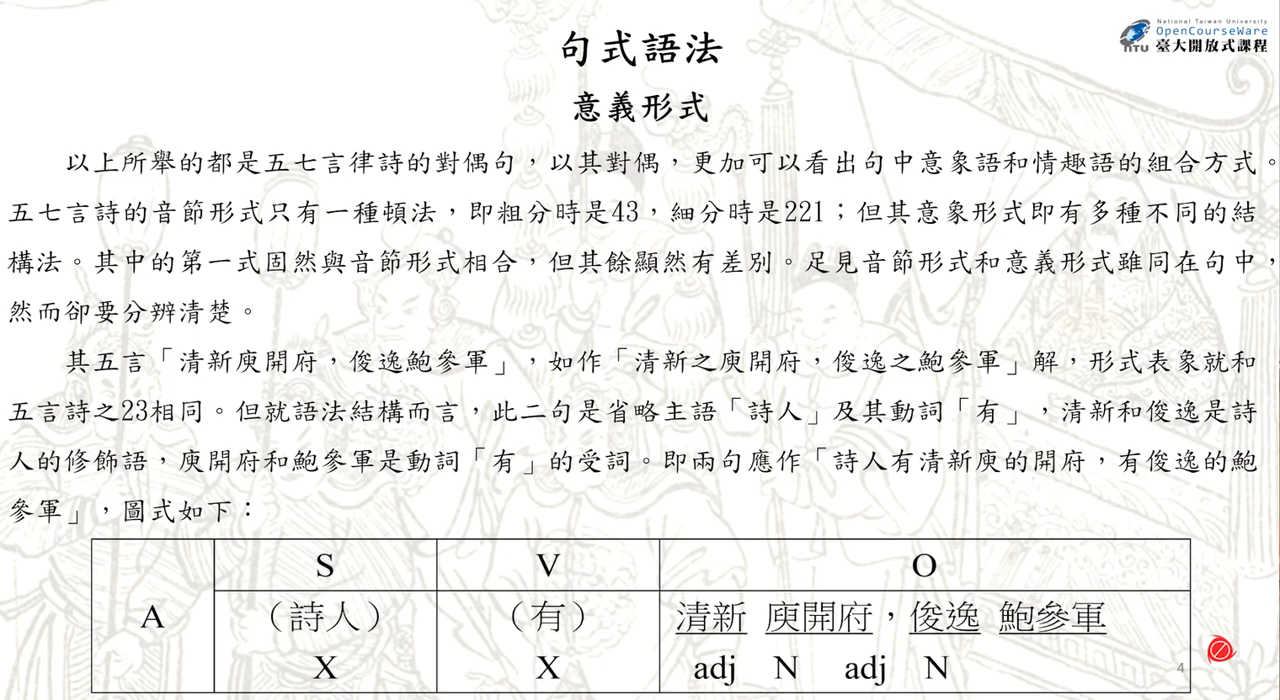 National Taiwan University
OpenCourseWare
NTU 臺大開放式課程
句式語法
意義形式
以上所舉的都是五七言律詩的對偶句，以其對偶，更加可以看出句中意象語和情趣語的組合方式。
五七言詩的音節形式只有一種頓法，即粗分時是43，細分時是221；但其意象形式即有多種不同的結
構法。其中的第一式固然與音節形式相合，但其餘顯然有差別。足見音節形式和意義形式雖同在句中，
然而卻要分辨清楚。
其五言「清新庾開府，俊逸鮑參軍」，如作「清新之庾開府，俊逸之鮑參軍」解，形式表象就和
五言詩之23相同。但就語法結構而言，此二句是省略主語「詩人」及其動詞「有」，清新和俊逸是詩
人的修飾語，庾開府和鮑參軍是動詞「有」的受詞。即兩句應作「詩人有清新庾的開府，有俊逸的鮑
參軍」，圖式如下：
S V O
A （詩人） （有） 清新 庾開府，俊逸 鮑參軍
X X adj N adj N
4